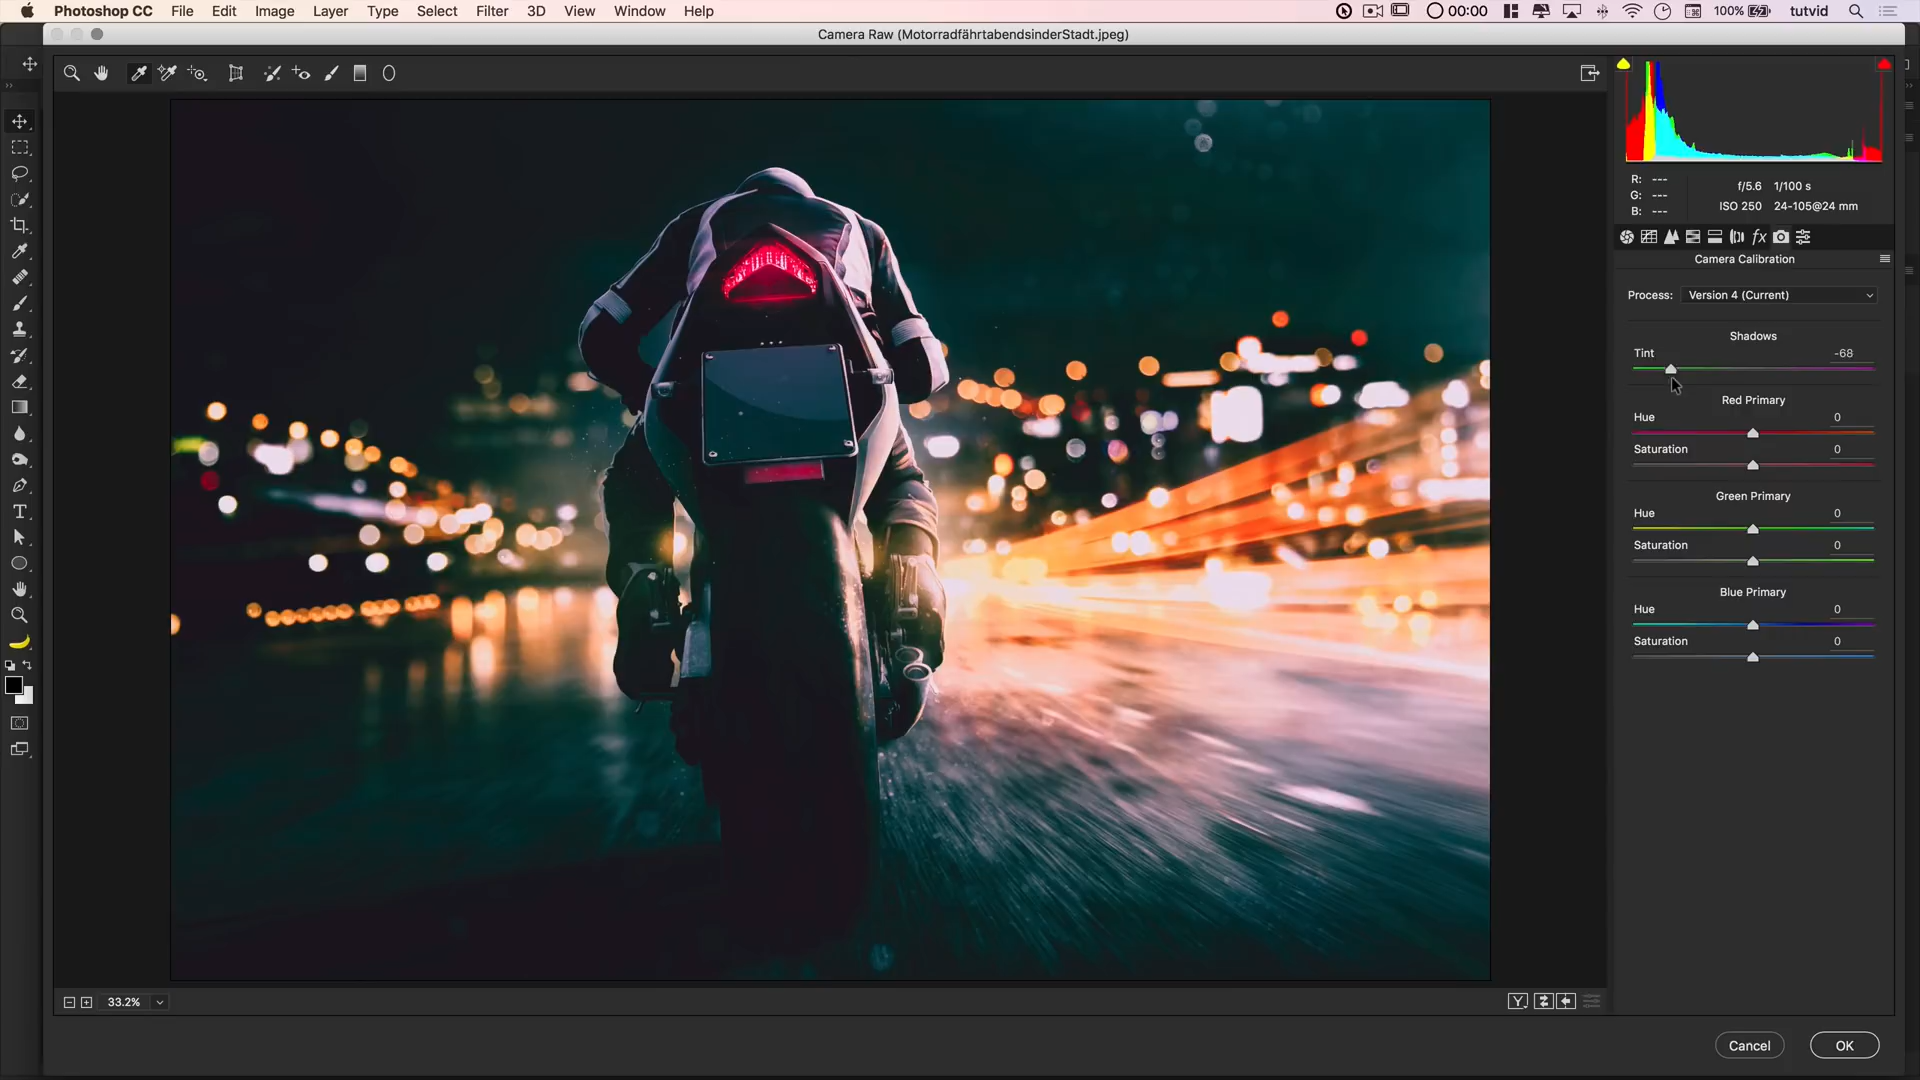 Photoshop CC File Edit Image Layer Type Select Filter 3D View Window Help 00:00 100% tutvid
Camera Raw (MotorradfährtabendsinderStadt.jpeg)
R: ---
G: ---
B: ---
f/5.6 1/100 s
ISO 250 24-105@24 mm
fx
Camera Calibration
Process: Version 4 (Current)
Shadows
Tint -68
Red Primary
Hue 0
Saturation 0
Green Primary
Hue 0
Saturation 0
Blue Primary
Hue 0
Saturation 0
33.2%
Y
Cancel OK